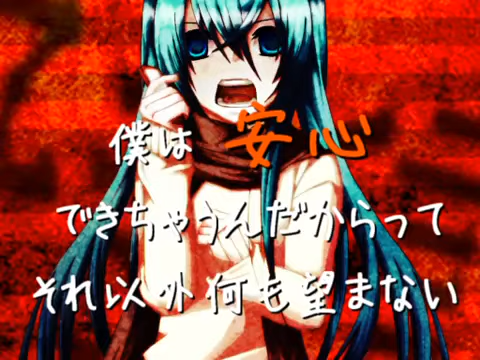 僕は 安心
できちゃうんだからって
それ以外何も望まない